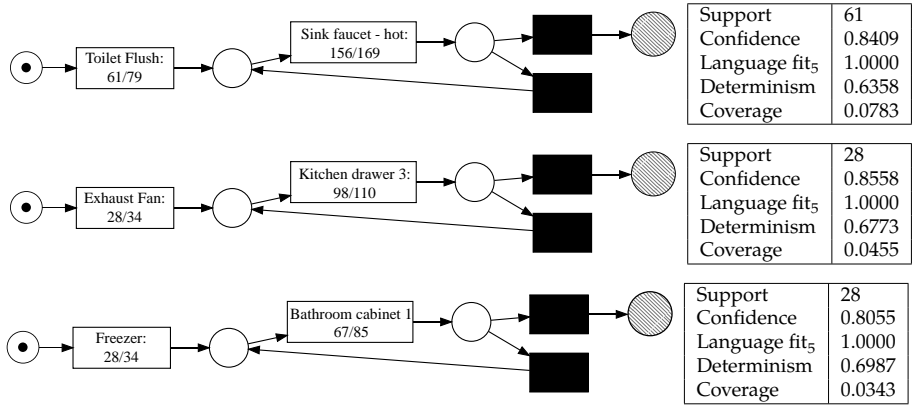 Toilet Flush:
61/79
Sink faucet - hot:
156/169
Support 61
Confidence 0.8409
Language fit5 1.0000
Determinism 0.6358
Coverage 0.0783
Exhaust Fan:
28/34
Kitchen drawer 3:
98/110
Support 28
Confidence 0.8558
Language fit5 1.0000
Determinism 0.6773
Coverage 0.0455
Freezer:
28/34
Bathroom cabinet 1
67/85
Support 28
Confidence 0.8055
Language fit5 1.0000
Determinism 0.6987
Coverage 0.0343